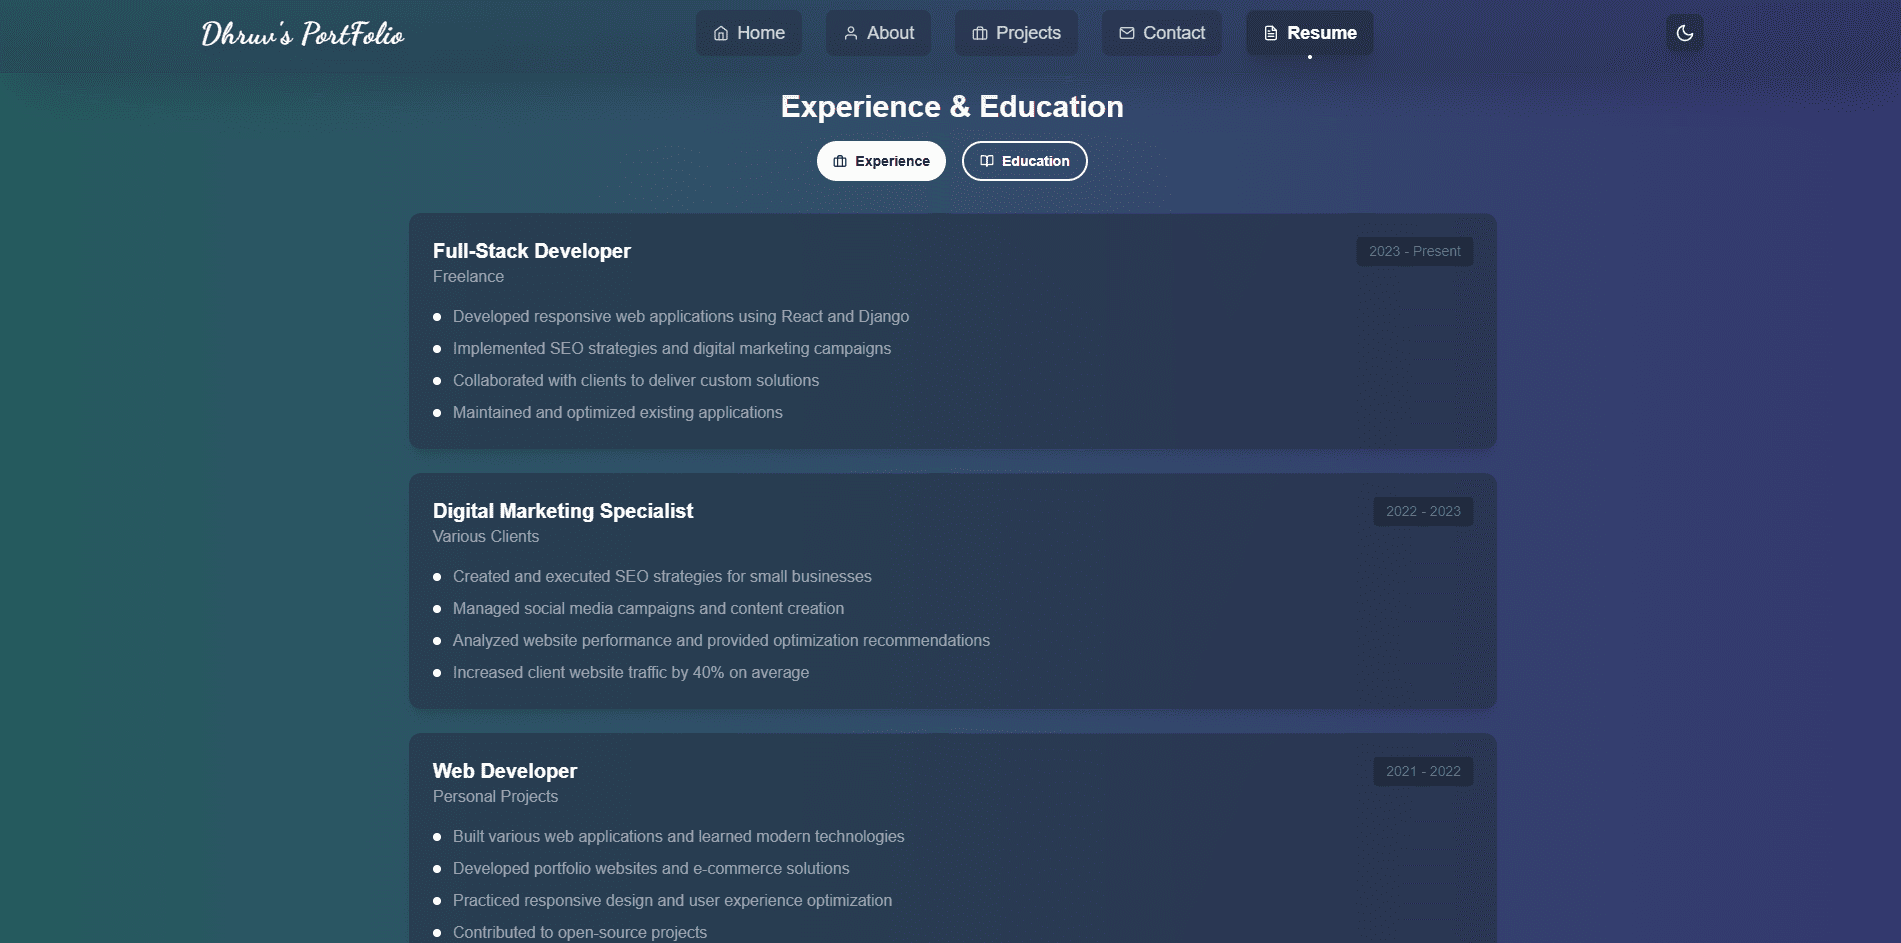 Dhruv's PortFolio
Home
About
Projects
Contact
Resume
Experience & Education
Experience
Education
Full-Stack Developer
2023 - Present
Freelance
Developed responsive web applications using React and Django
Implemented SEO strategies and digital marketing campaigns
Collaborated with clients to deliver custom solutions
Maintained and optimized existing applications
Digital Marketing Specialist
2022 - 2023
Various Clients
Created and executed SEO strategies for small businesses
Managed social media campaigns and content creation
Analyzed website performance and provided optimization recommendations
Increased client website traffic by 40% on average
Web Developer
2021 - 2022
Personal Projects
Built various web applications and learned modern technologies
Developed portfolio websites and e-commerce solutions
Practiced responsive design and user experience optimization
Contributed to open-source projects